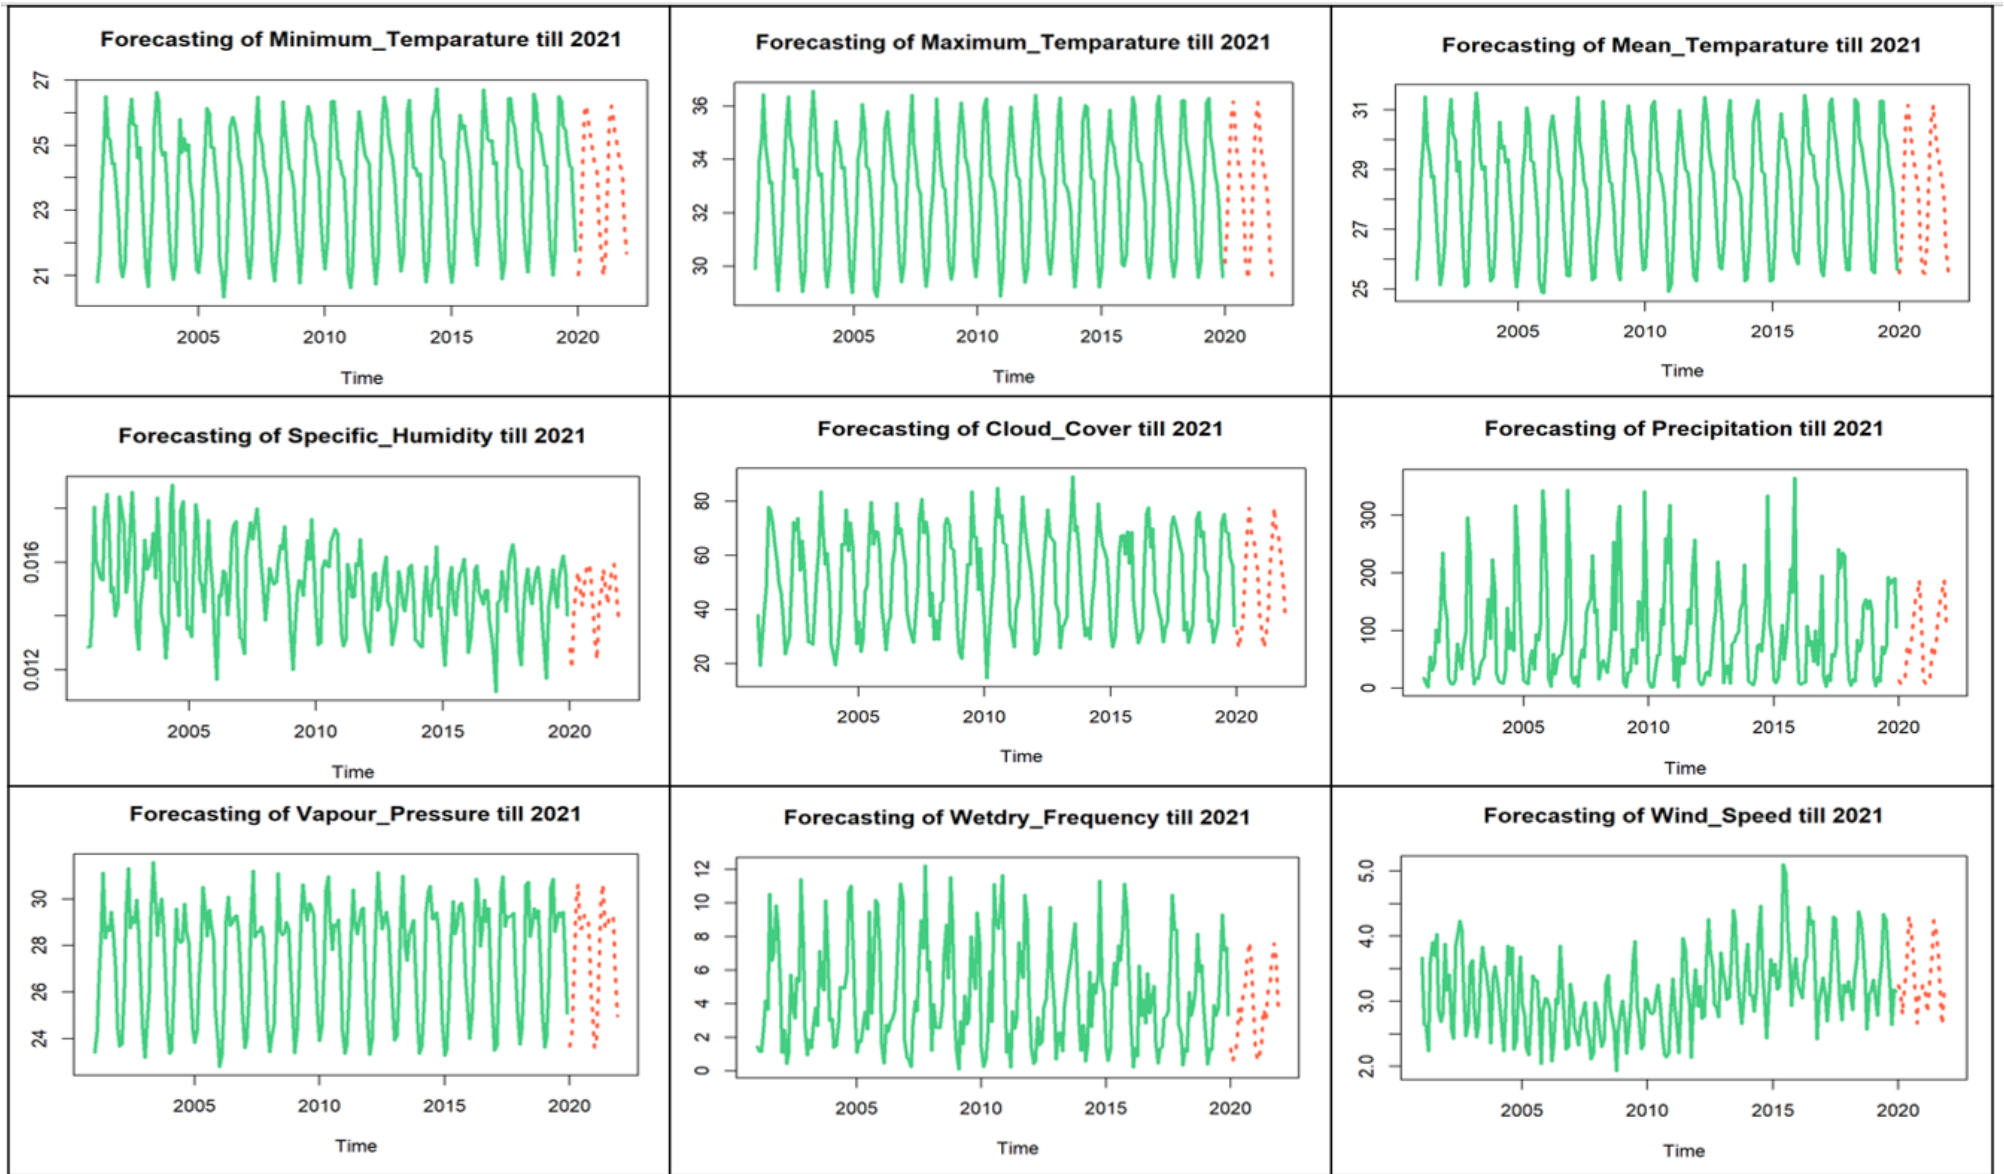 Forecasting of Minimum_Temparature till 2021
27
25
23
21
2005 2010 2015 2020
Time
Forecasting of Maximum_Temparature till 2021
36
34
32
30
2005 2010 2015 2020
Time
Forecasting of Mean_Temparature till 2021
31
29
27
25
2005 2010 2015 2020
Time
Forecasting of Specific_Humidity till 2021
0.016
0.012
2005 2010 2015 2020
Time
Forecasting of Cloud_Cover till 2021
80
60
40
20
2005 2010 2015 2020
Time
Forecasting of Precipitation till 2021
300
200
100
0
2005 2010 2015 2020
Time
Forecasting of Vapour_Pressure till 2021
30
28
26
24
2005 2010 2015 2020
Time
Forecasting of Wetdry_Frequency till 2021
12
10
8
6
4
2
0
2005 2010 2015 2020
Time
Forecasting of Wind_Speed till 2021
5.0
4.0
3.0
2.0
2005 2010 2015 2020
Time